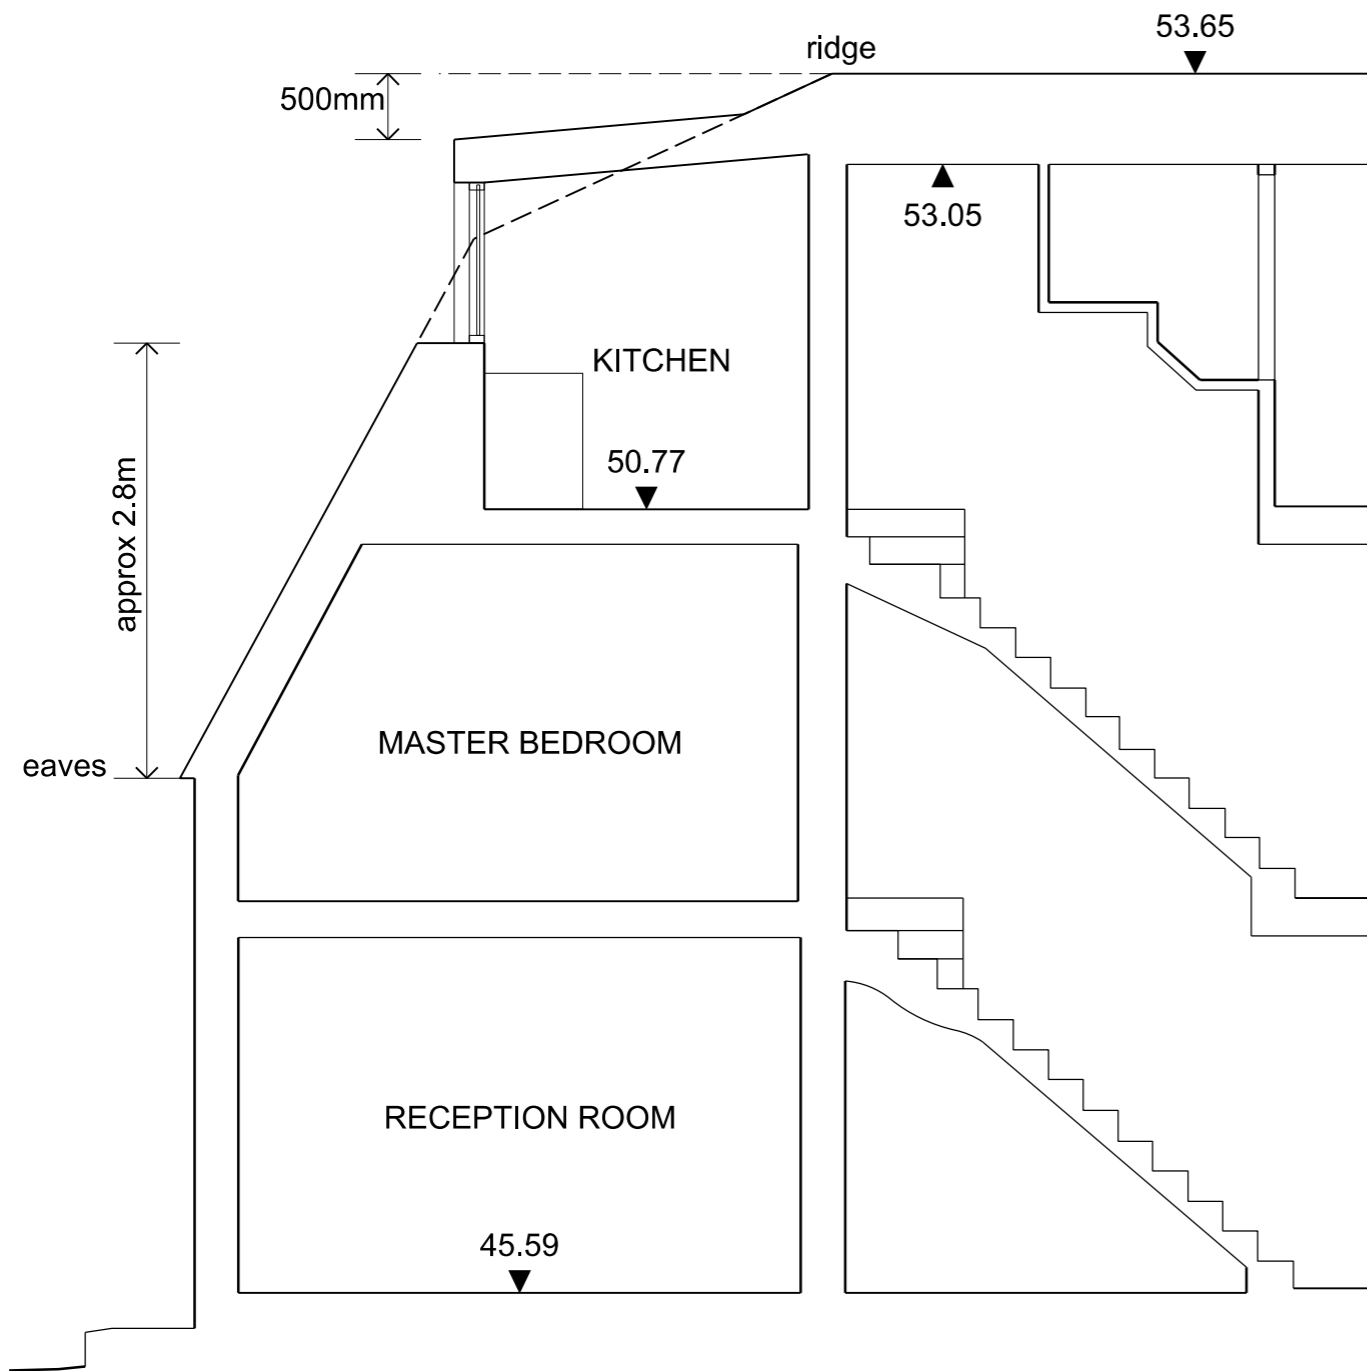 53.65
ridge
500mm
53.05
KITCHEN
50.77
approx 2.8m
MASTER BEDROOM
eaves
RECEPTION ROOM
45.59